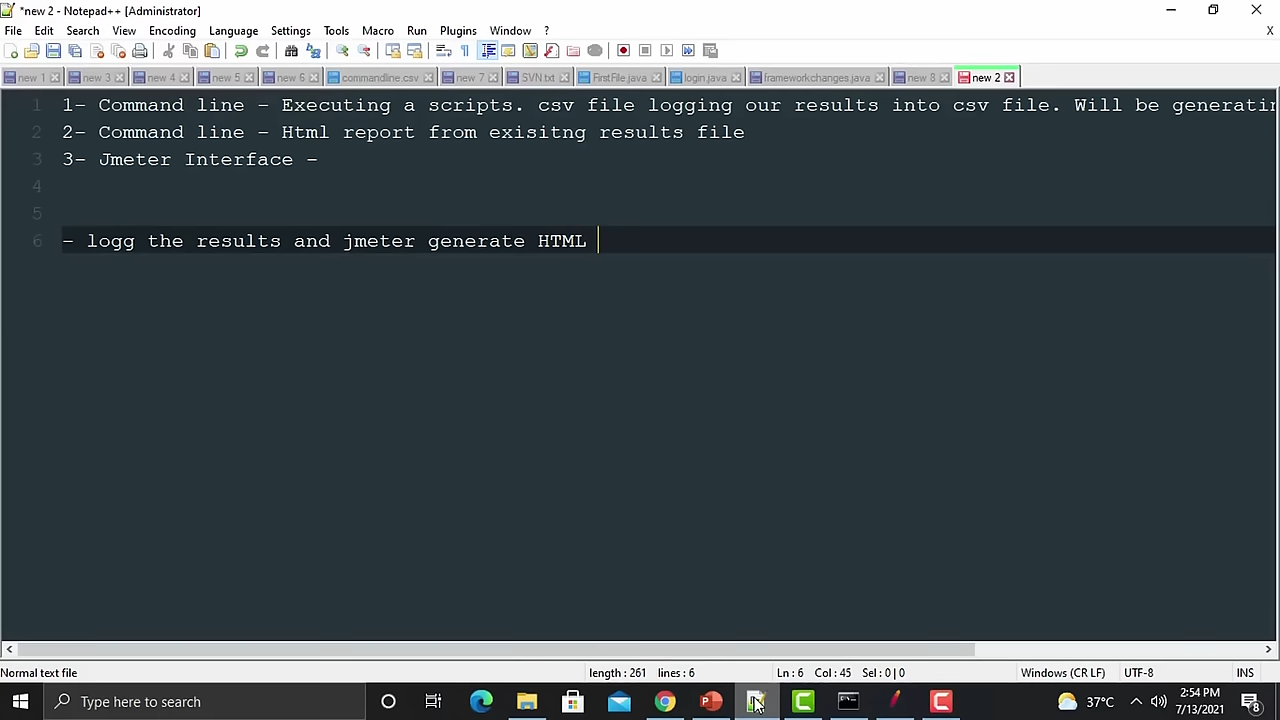 *new 2 - Notepad++ [Administrator]
File Edit Search View Encoding Language Settings Tools Macro Run Plugins Window ? X
new 1 new 3 new 4 new 5 new 6 commandline.csv new 7 SVN.txt FirstFile.java login.java frameworkchanges.java new 8 new 2
1 1- Command line - Executing a scripts. csv file logging our results into csv file. Will be generatin
2 2- Command line - Html report from exisitng results file
3 3- Jmeter Interface -
4
5
6 - logg the results and jmeter generate HTML
Normal text file length : 261 lines : 6 Ln : 6 Col : 45 Sel : 0 | 0 Windows (CR LF) UTF-8 INS
Type here to search 37°C 2:54 PM
7/13/2021 8